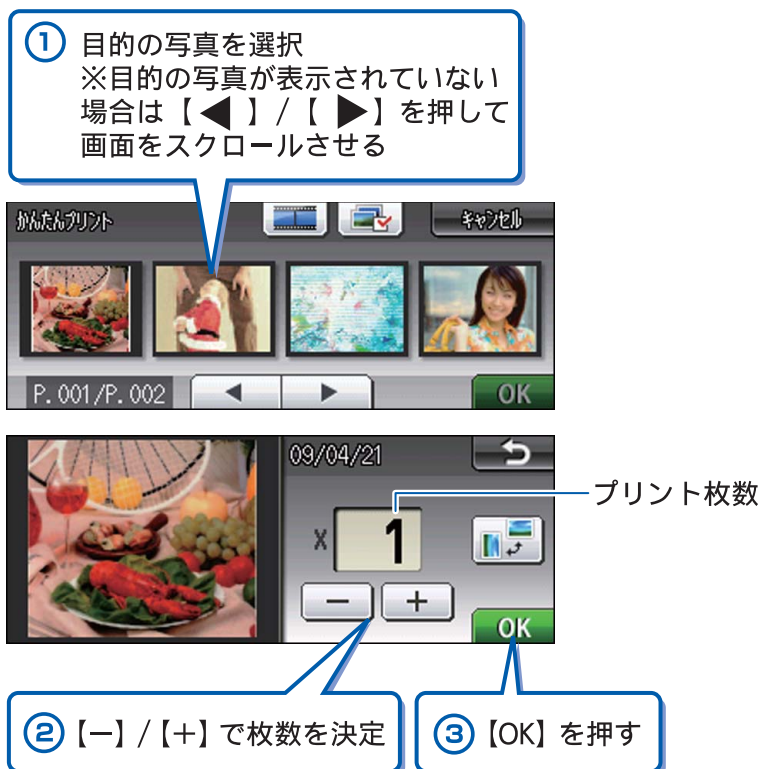 ① 目的の写真を選択
※目的の写真が表示されていない
場合は【◀】/【▶】を押して
画面をスクロールさせる
かんたんプリント
キャンセル
P.001/P.002
◀ ▶
OK
09/04/21
プリント枚数
X 1
− +
OK
② 【−】/【+】で枚数を決定
③ 【OK】を押す